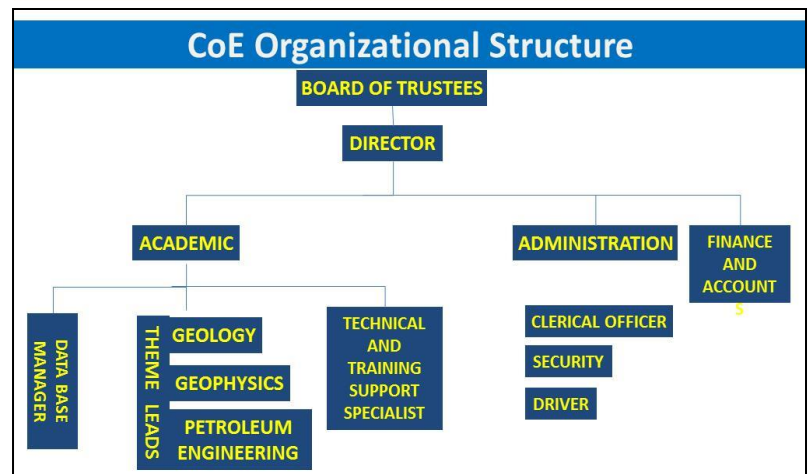 CoE Organizational Structure
BOARD OF TRUSTEES
DIRECTOR
ACADEMIC
ADMINISTRATION
FINANCE
AND
ACCOUNT
S
DATA BASE
MANAGER
THEME LEADS
GEOLOGY
GEOPHYSICS
PETROLEUM
ENGINEERING
TECHNICAL
AND
TRAINING
SUPPORT
SPECIALIST
CLERICAL OFFICER
SECURITY
DRIVER